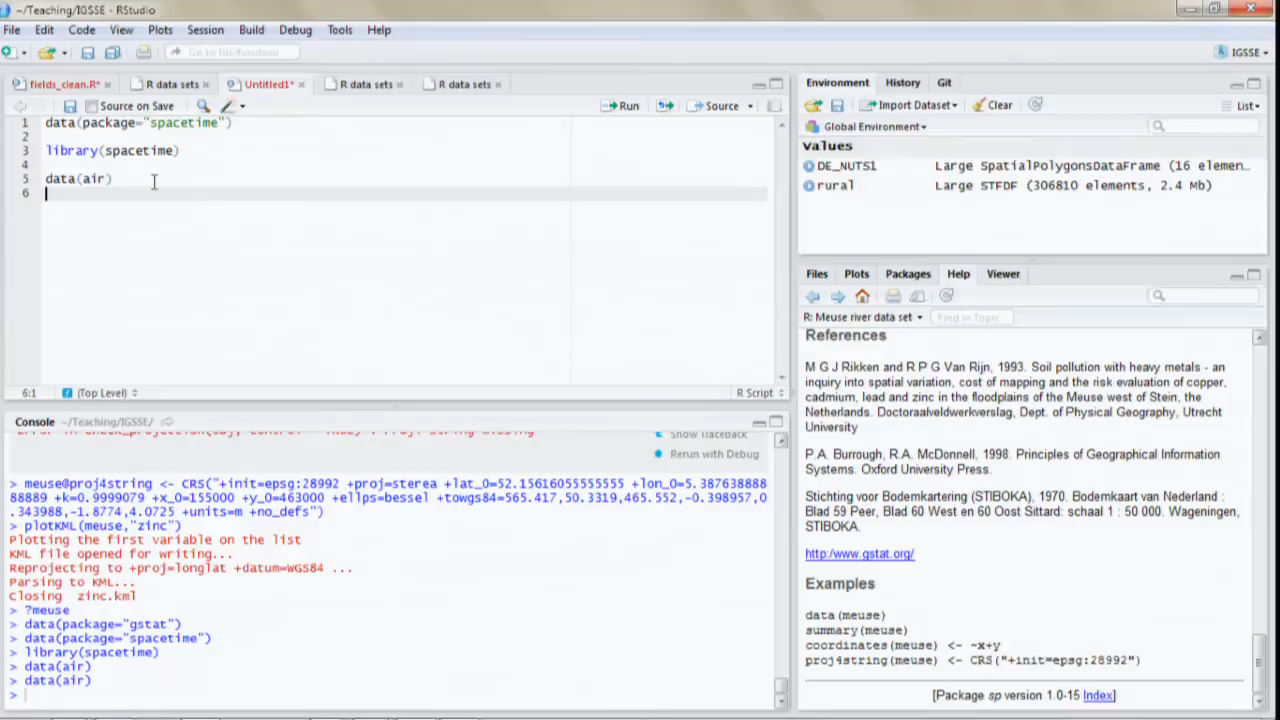 ~/Teaching/IGSSE - RStudio
File Edit Code View Plots Session Build Debug Tools Help
Go to file/function
IGSSE
fields_clean.R* R data sets Untitled1* R data sets R data sets
Source on Save Run Source
1 data(package="spacetime")
2
3 library(spacetime)
4
5 data(air)
6
6:1 (Top Level) R Script
Console ~/Teaching/IGSSE/
Show Traceback
Rerun with Debug
> meuse@proj4string <- CRS("+init=epsg:28992 +proj=sterea +lat_0=52.15616055555555 +lon_0=5.387638888
88889 +k=0.9999079 +x_0=155000 +y_0=463000 +ellps=bessel +towgs84=565.417,50.3319,465.552,-0.398957,0
.343988,-1.8774,4.0725 +units=m +no_defs")
> plotKML(meuse,"zinc")
Plotting the first variable on the list
KML file opened for writing...
Reprojecting to +proj=longlat +datum=WGS84 ...
Parsing to KML...
Closing zinc.kml
> ?meuse
> data(package="gstat")
> data(package="spacetime")
> library(spacetime)
> data(air)
> data(air)
>
Environment History Git
Import Dataset Clear List
Global Environment
Values
DE_NUTS1 Large SpatialPolygonsDataFrame (16 elemen…
rural Large STFDF (306810 elements, 2.4 Mb)
Files Plots Packages Help Viewer
R: Meuse river data set Find in Topic
References
M G J Rikken and R P G Van Rijn, 1993. Soil pollution with heavy metals - an
inquiry into spatial variation, cost of mapping and the risk evaluation of copper,
cadmium, lead and zinc in the floodplains of the Meuse west of Stein, the
Netherlands. Doctoraalveldwerkverslag, Dept. of Physical Geography, Utrecht
University
P.A. Burrough, R.A. McDonnell, 1998. Principles of Geographical Information
Systems. Oxford University Press.
Stichting voor Bodemkartering (STIBOKA), 1970. Bodemkaart van Nederland :
Blad 59 Peer, Blad 60 West en 60 Oost Sittard: schaal 1 : 50 000. Wageningen,
STIBOKA.
http:/www.gstat.org/
Examples
data(meuse)
summary(meuse)
coordinates(meuse) <- ~x+y
proj4string(meuse) <- CRS("+init=epsg:28992")
[Package sp version 1.0-15 Index]